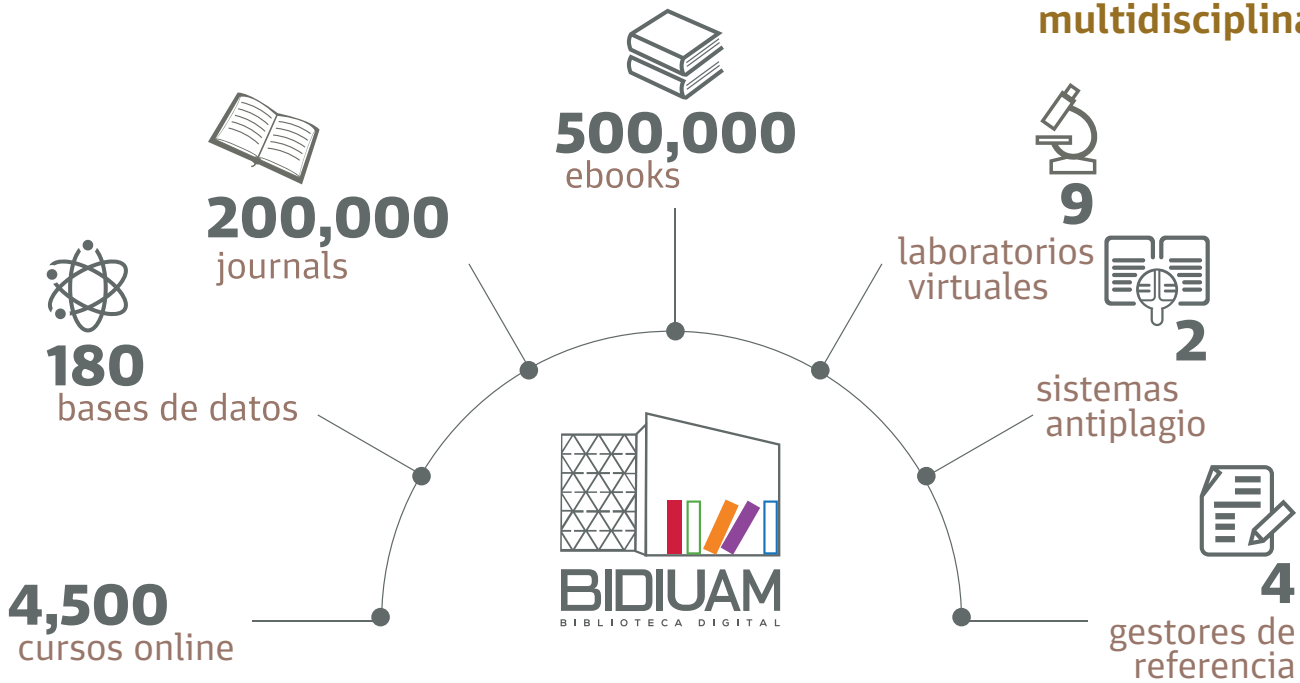 500,000
ebooks
200,000
journals
9
laboratorios
virtuales
180
bases de datos
2
sistemas
antiplagio
4,500
cursos online
BIDIUAM
BIBLIOTECA DIGITAL
4
gestores de
referencia